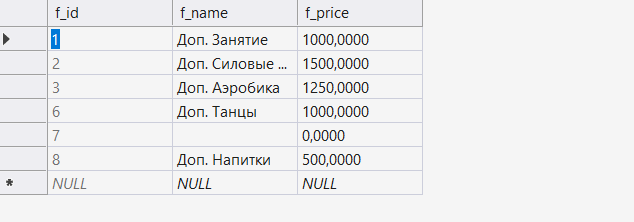 f_id f_name f_price
1 Доп. Занятие 1000,0000
2 Доп. Силовые ... 1500,0000
3 Доп. Аэробика 1250,0000
6 Доп. Танцы 1000,0000
7 0,0000
8 Доп. Напитки 500,0000
* NULL NULL NULL